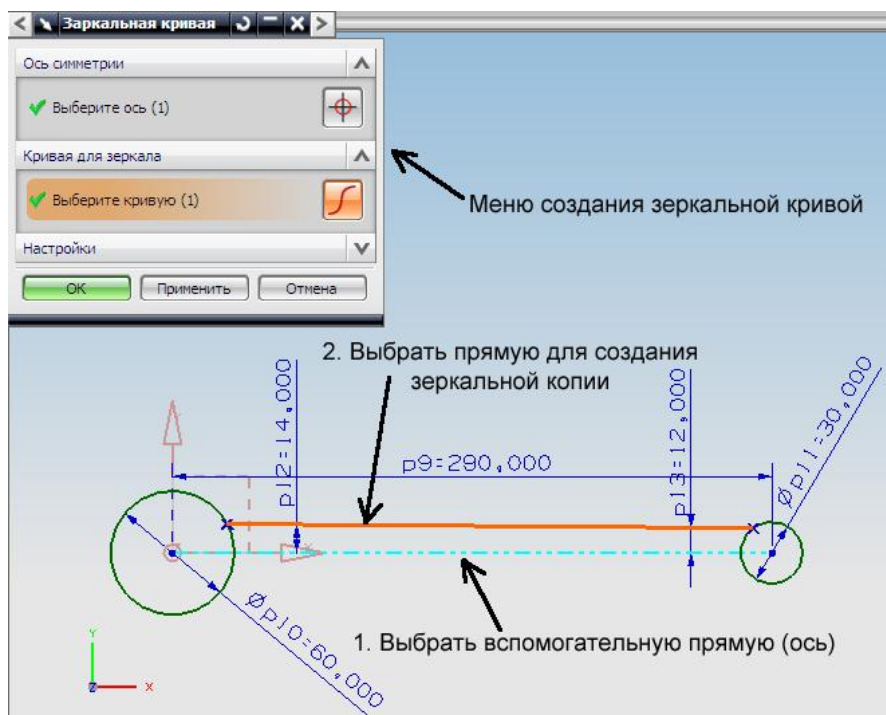 Заркальная кривая
Ось симметрии
Выберите ось (1)
Кривая для зеркала
Выберите кривую (1)
Настройки
ОК
Применить
Отмена
Меню создания зеркальной кривой
2. Выбрать прямую для создания
зеркальной копии
p12=14,000
p9=290,000
p13=12,000
Øp11=30,000
X
1. Выбрать вспомогательную прямую (ось)
Øp10=60,000
Y
Z
X